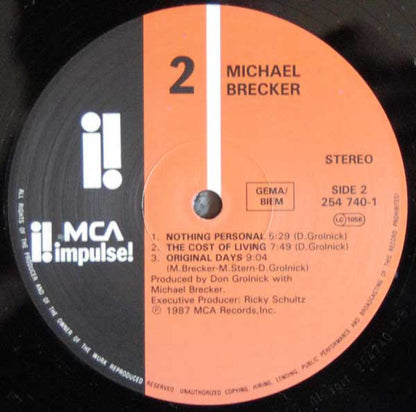 2
MICHAEL
BRECKER
STEREO
GEMA/
BIEM
SIDE 2
254 740-1
LC 1056
MCA
impulse!
1. NOTHING PERSONAL 5:29 (D.Grolnick)
2. THE COST OF LIVING 7:49 (D.Grolnick)
3. ORIGINAL DAYS 9:04
(M.Brecker-M.Stern-D.Grolnick)
Produced by Don Grolnick with
Michael Brecker.
Executive Producer: Ricky Schultz
℗ 1987 MCA Records,Inc.
ALL RIGHTS OF THE PRODUCER AND OF THE OWNER OF THE WORK REPRODUCED RESERVED. UNAUTHORIZED COPYING, HIRING, LENDING, PUBLIC PERFORMANCE AND BROADCASTING OF THIS RECORD PROHIBITED!